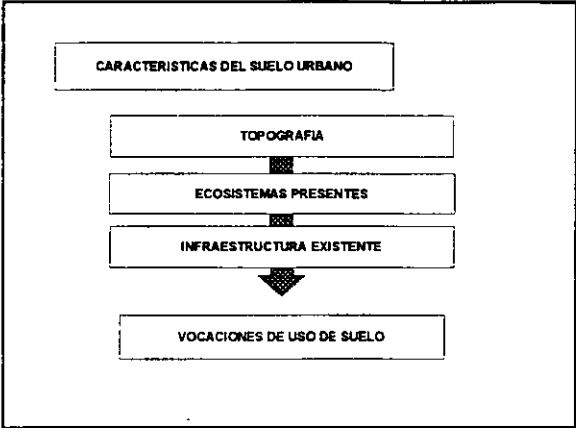 CARACTERISTICAS DEL SUELO URBANO
TOPOGRAFIA
ECOSISTEMAS PRESENTES
INFRAESTRUCTURA EXISTENTE
VOCACIONES DE USO DE SUELO